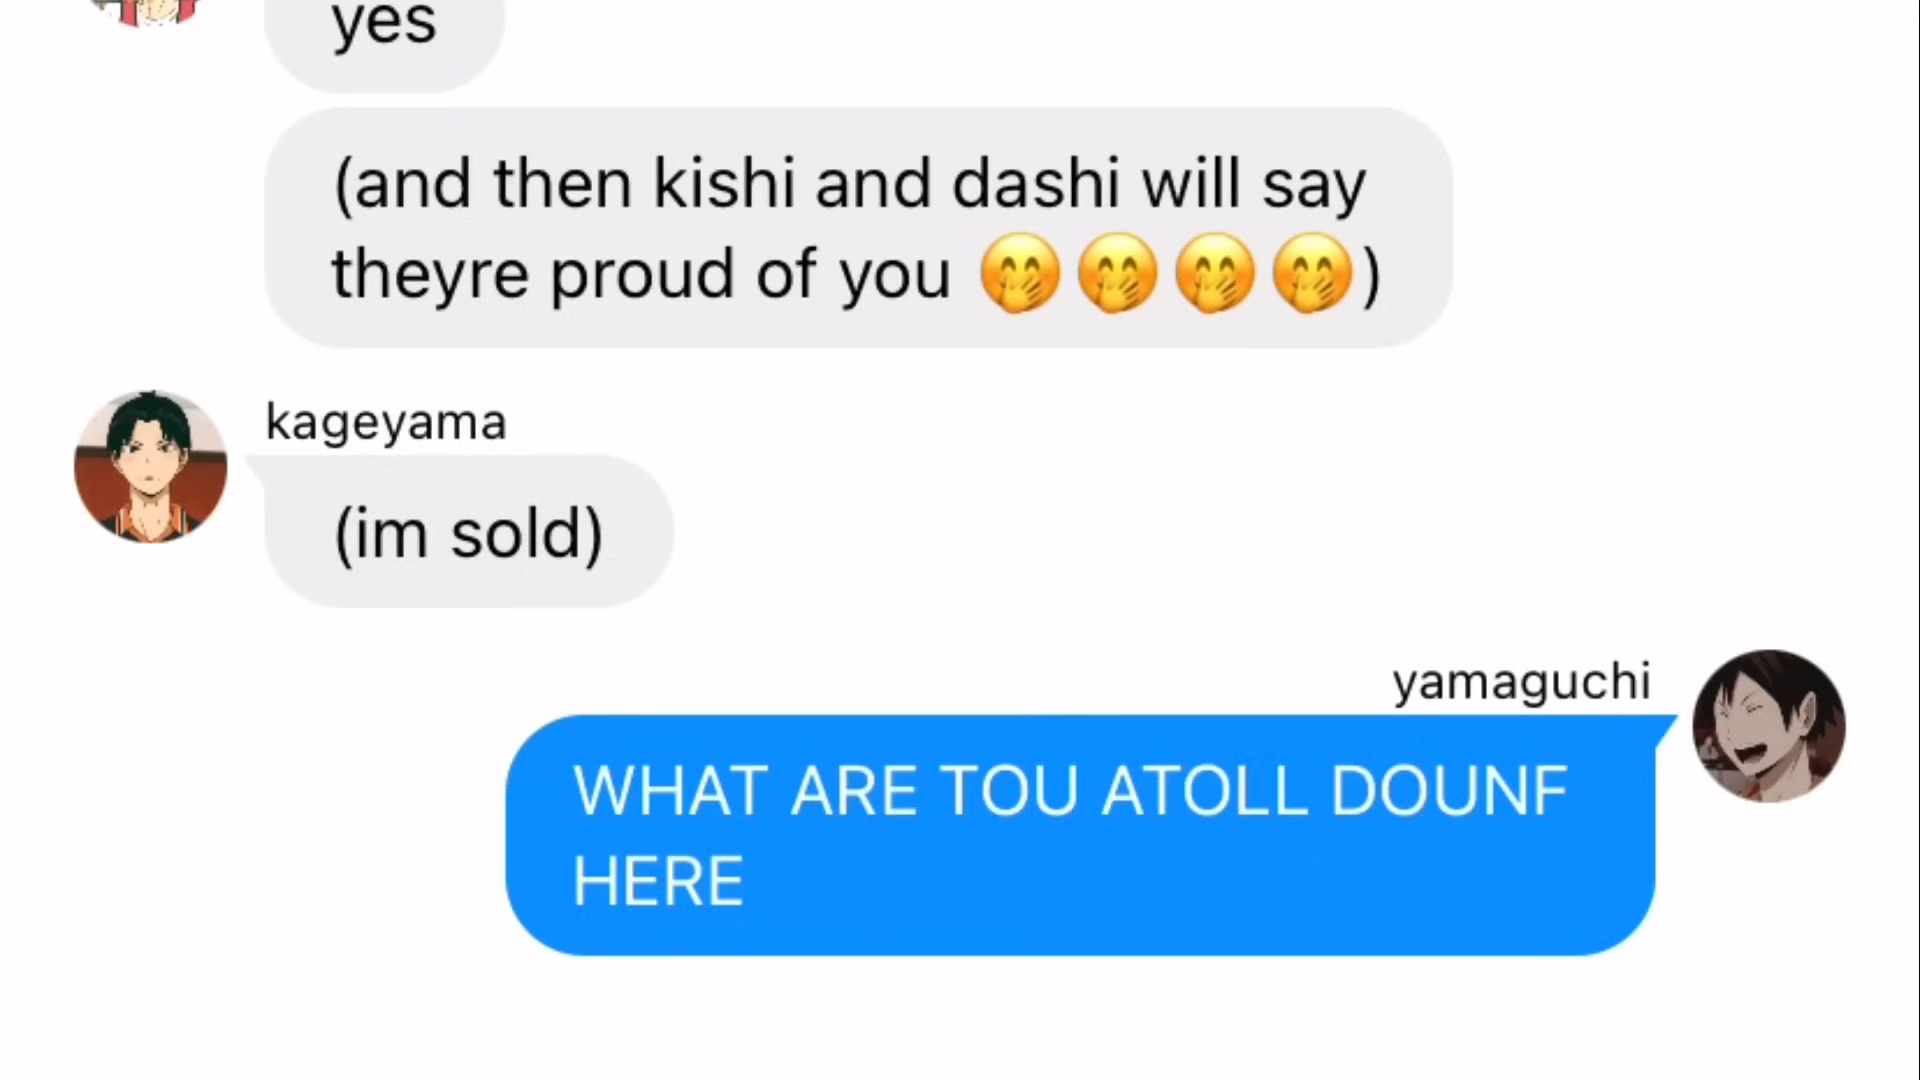 yes
(and then kishi and dashi will say
theyre proud of you 🤭🤭🤭🤭)
kageyama
(im sold)
yamaguchi
WHAT ARE TOU ATOLL DOUNF
HERE